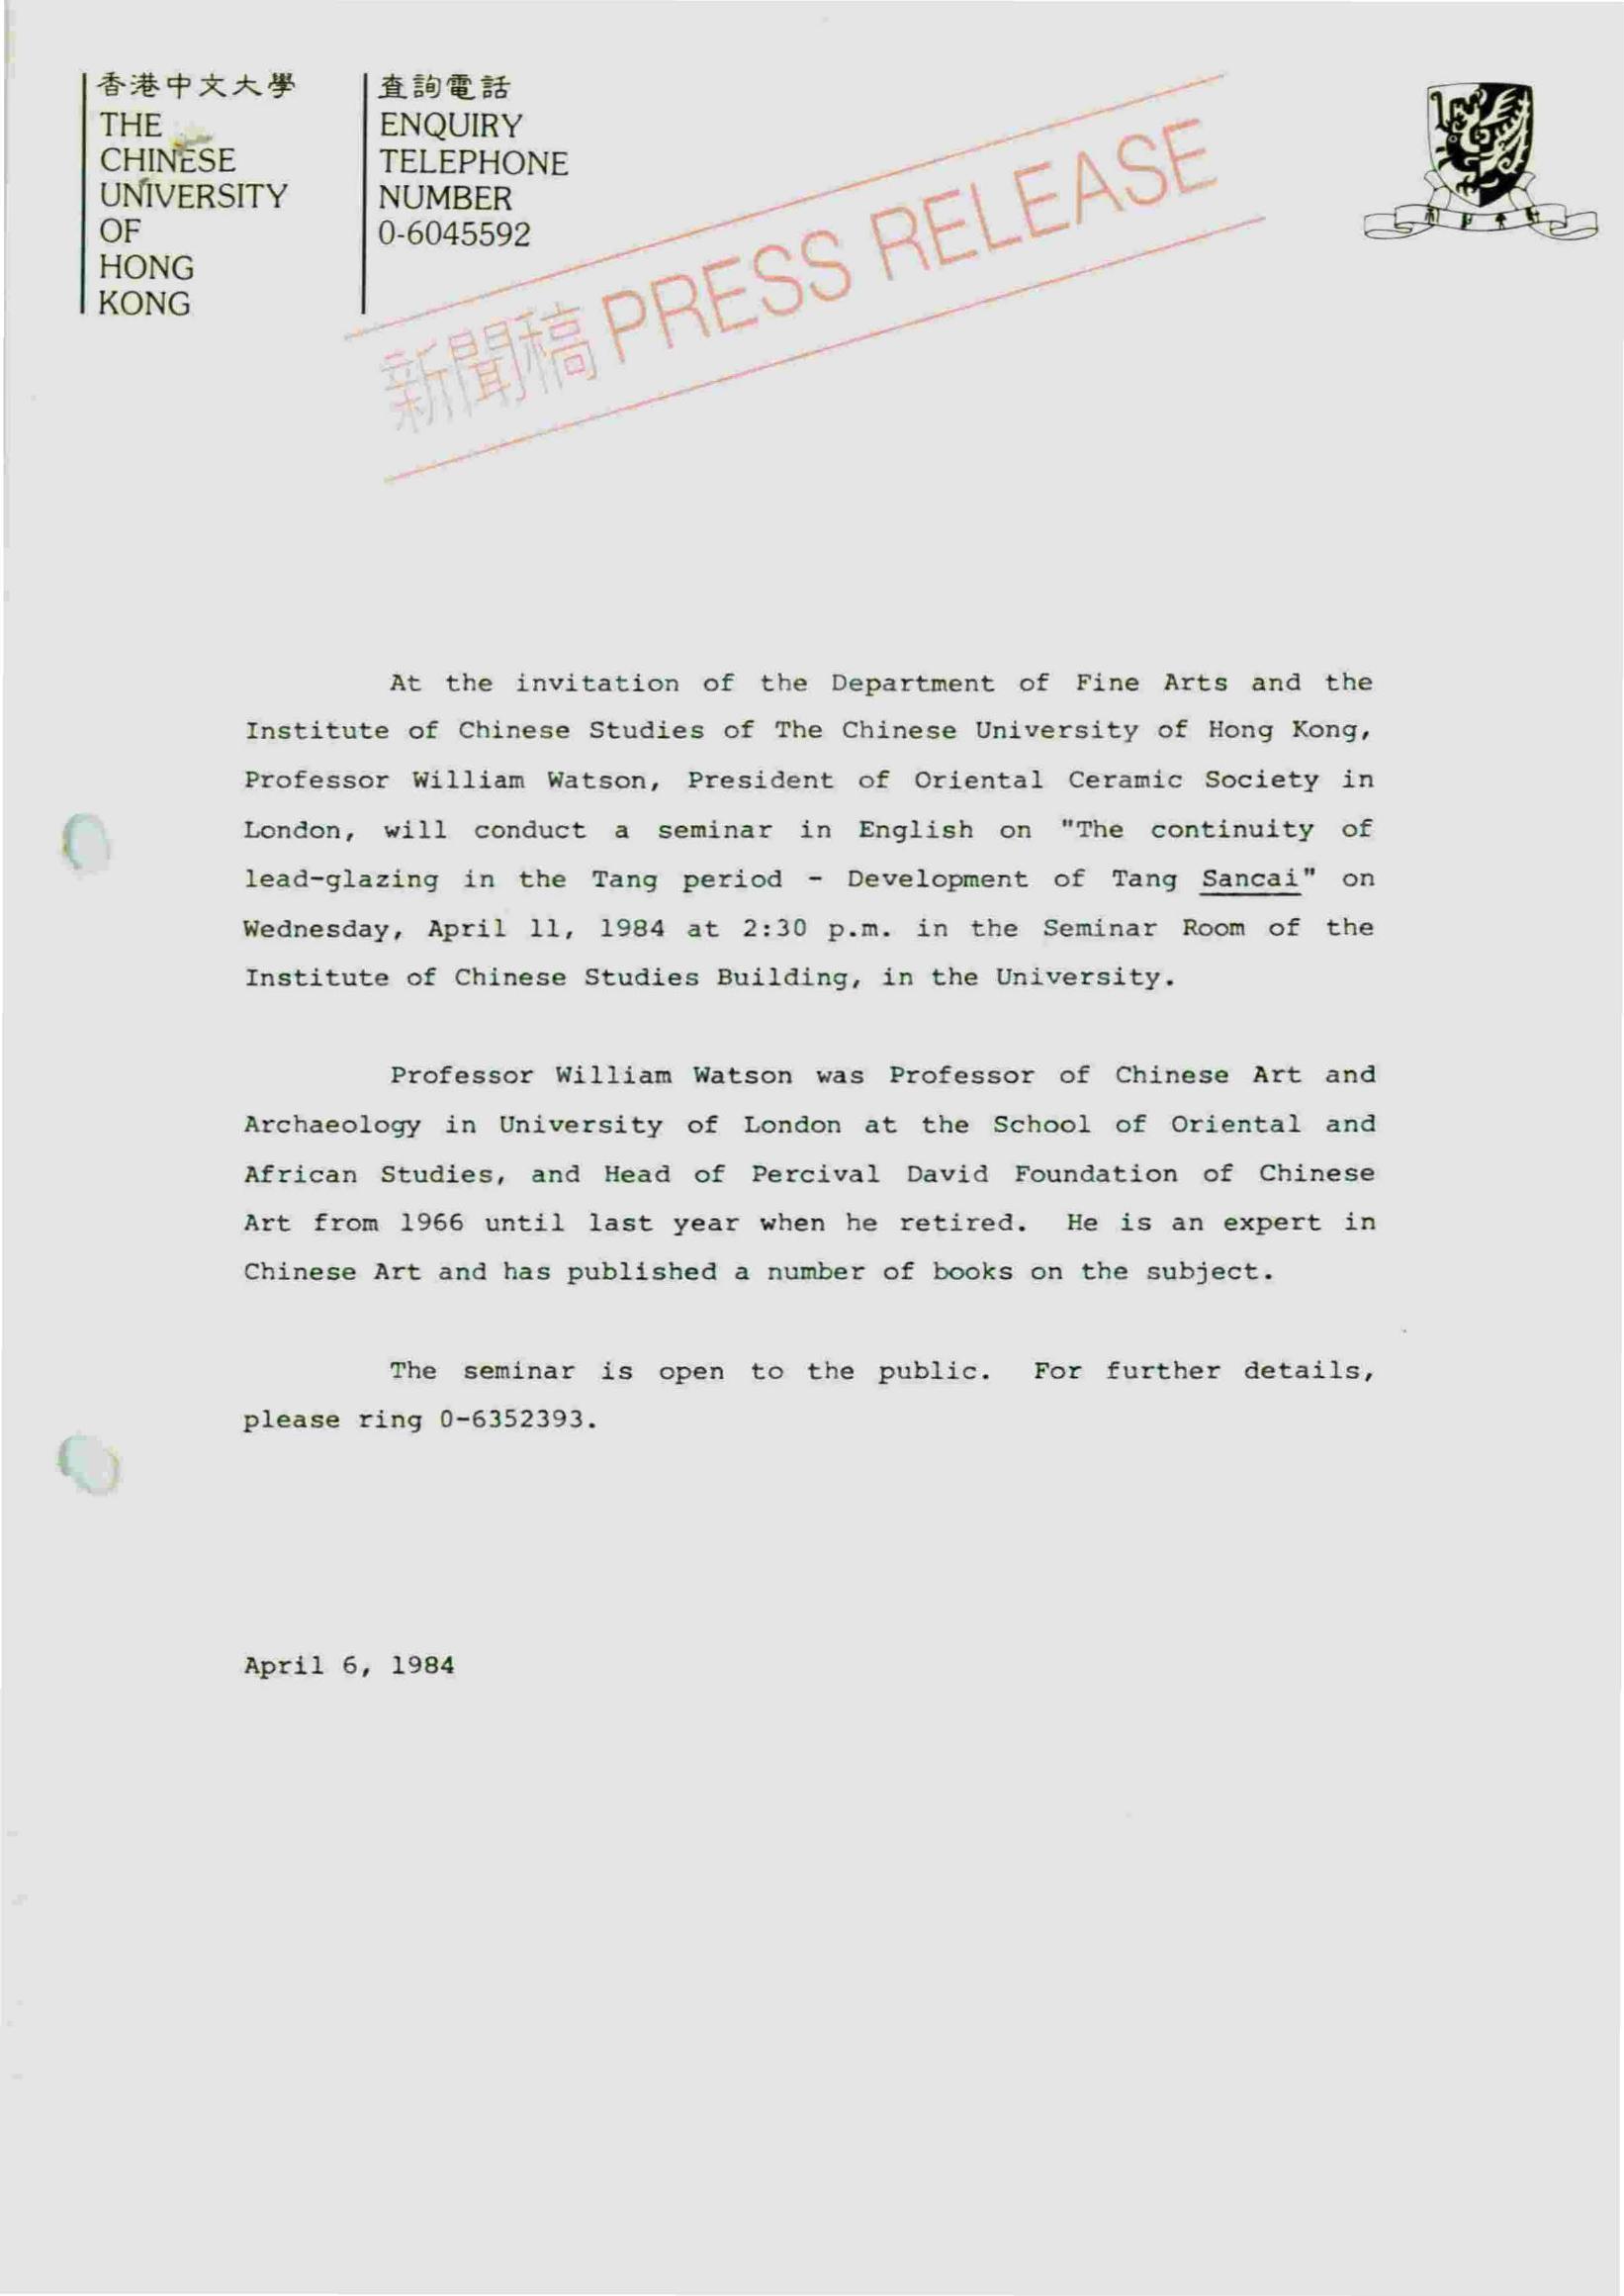 香港中文大學
THE
CHINESE
UNIVERSITY
OF
HONG
KONG
查詢電話
ENQUIRY
TELEPHONE
NUMBER
0-6045592
新聞稿 PRESS RELEASE
At the invitation of the Department of Fine Arts and the
Institute of Chinese Studies of The Chinese University of Hong Kong,
Professor William Watson, President of Oriental Ceramic Society in
London, will conduct a seminar in English on "The continuity of
lead-glazing in the Tang period - Development of Tang Sancai" on
Wednesday, April 11, 1984 at 2:30 p.m. in the Seminar Room of the
Institute of Chinese Studies Building, in the University.
Professor William Watson was Professor of Chinese Art and
Archaeology in University of London at the School of Oriental and
African Studies, and Head of Percival David Foundation of Chinese
Art from 1966 until last year when he retired. He is an expert in
Chinese Art and has published a number of books on the subject.
The seminar is open to the public. For further details,
please ring 0-6352393.
April 6, 1984